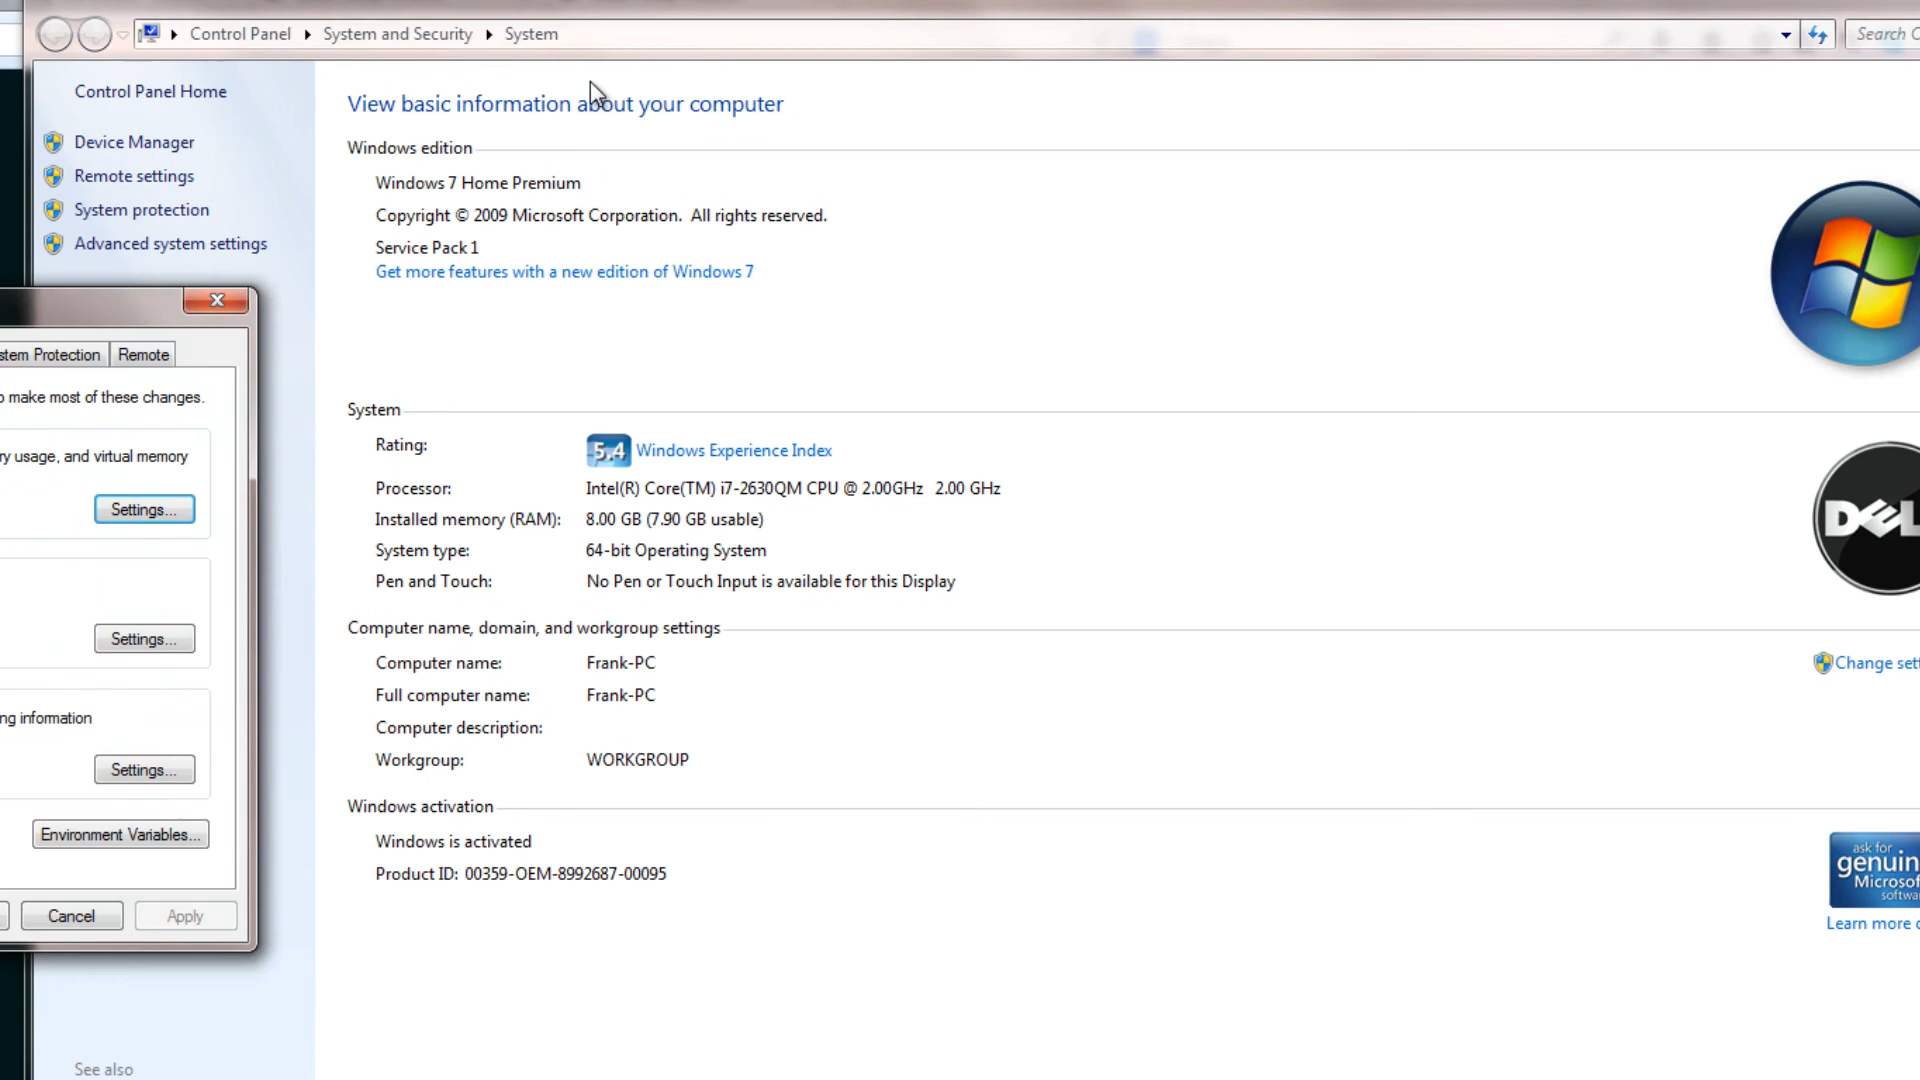 Control Panel System and Security System
Search
Control Panel Home
Device Manager
Remote settings
System protection
Advanced system settings
View basic information about your computer
Windows edition
Windows 7 Home Premium
Copyright © 2009 Microsoft Corporation. All rights reserved.
Service Pack 1
Get more features with a new edition of Windows 7
System
Rating: 5.4 Windows Experience Index
Processor: Intel(R) Core(TM) i7-2630QM CPU @ 2.00GHz 2.00 GHz
Installed memory (RAM): 8.00 GB (7.90 GB usable)
System type: 64-bit Operating System
Pen and Touch: No Pen or Touch Input is available for this Display
Computer name, domain, and workgroup settings
Computer name: Frank-PC
Change
Full computer name: Frank-PC
Computer description:
Workgroup: WORKGROUP
Windows activation
Windows is activated
Product ID: 00359-OEM-8992687-00095
ask for
genuin
Microsof
softwa
Learn more
DEL
Protection Remote
make most of these changes.
usage, and virtual memory
Settings...
Settings...
information
Settings...
Environment Variables...
Cancel Apply
See also